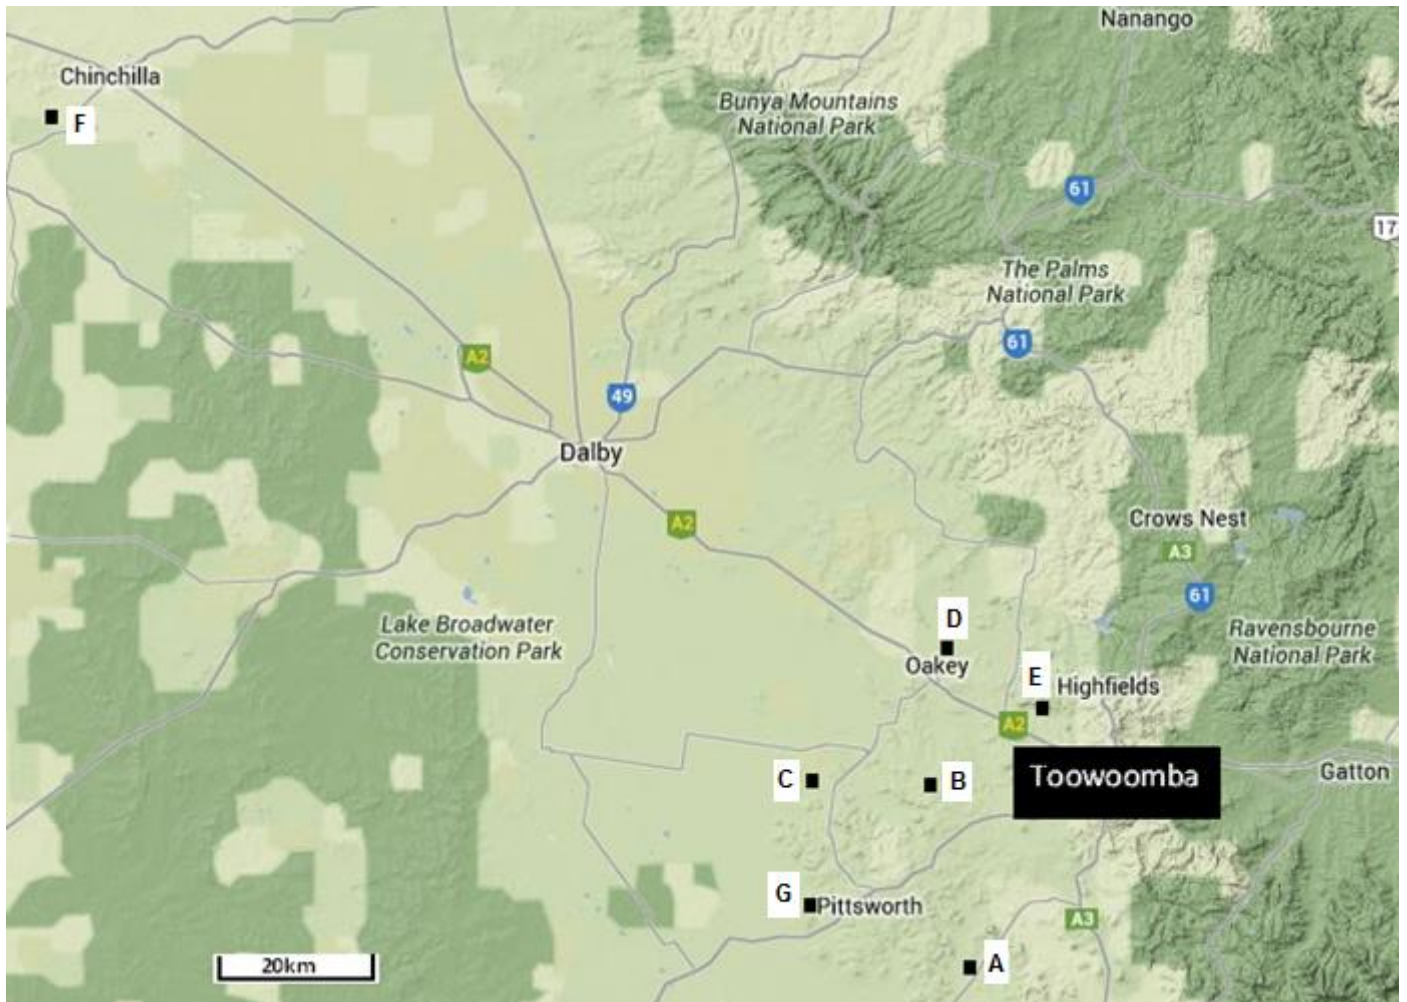 Nanango
Chinchilla
F
Bunya Mountains
National Park
61
17
The Palms
National Park
61
A2
49
Dalby
A2
Crows Nest
A3
61
Lake Broadwater
Conservation Park
D
Oakey
Ravensbourne
National Park
E
Highfields
A2
C
B
Toowoomba
Gatton
G
Pittsworth
A3
20km
A